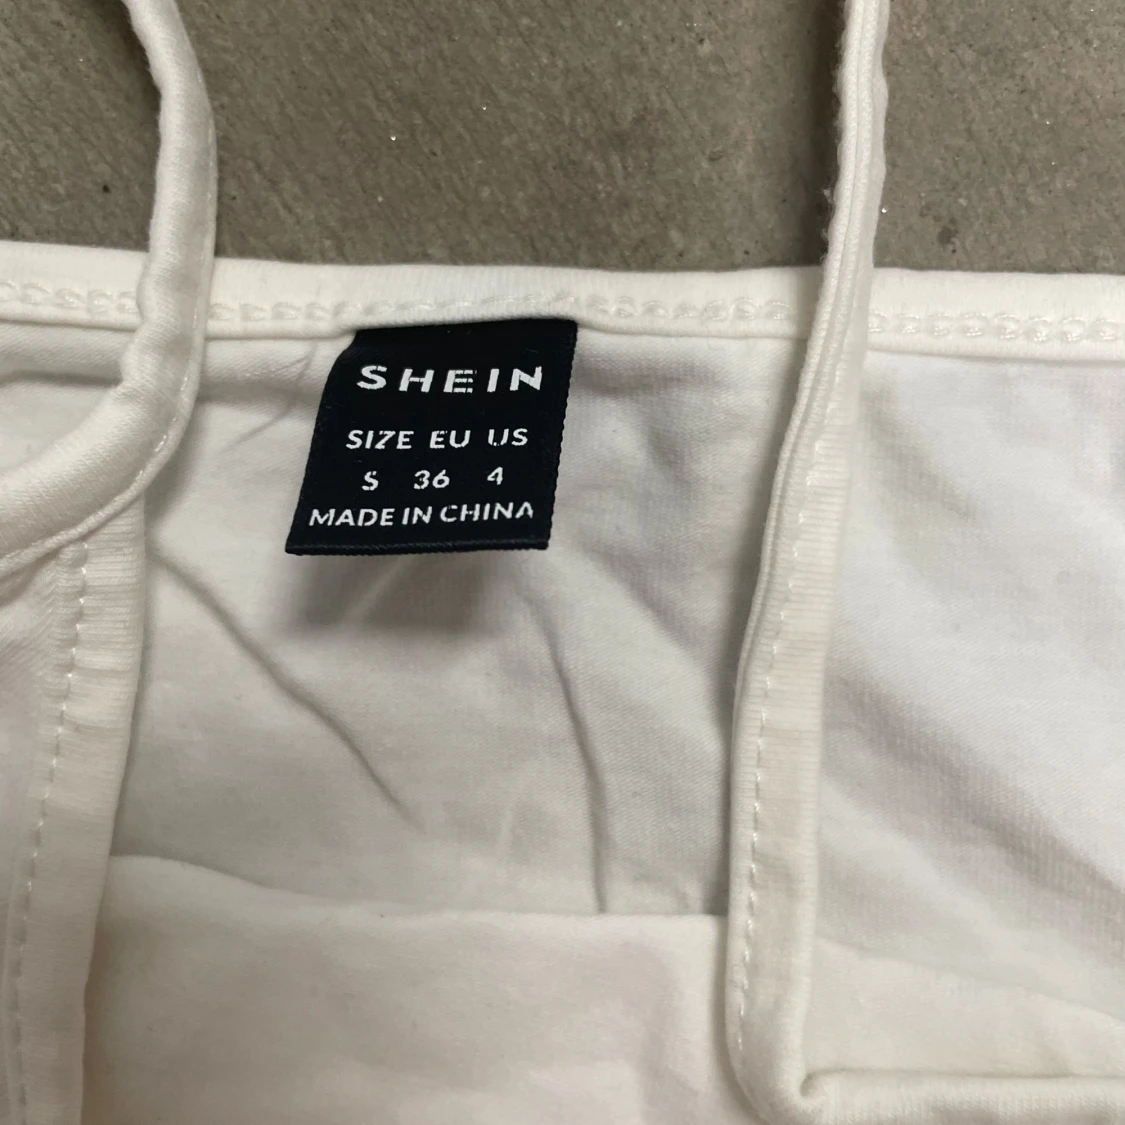 SHEIN
SIZE EU US
S 36 4
MADE IN CHINA